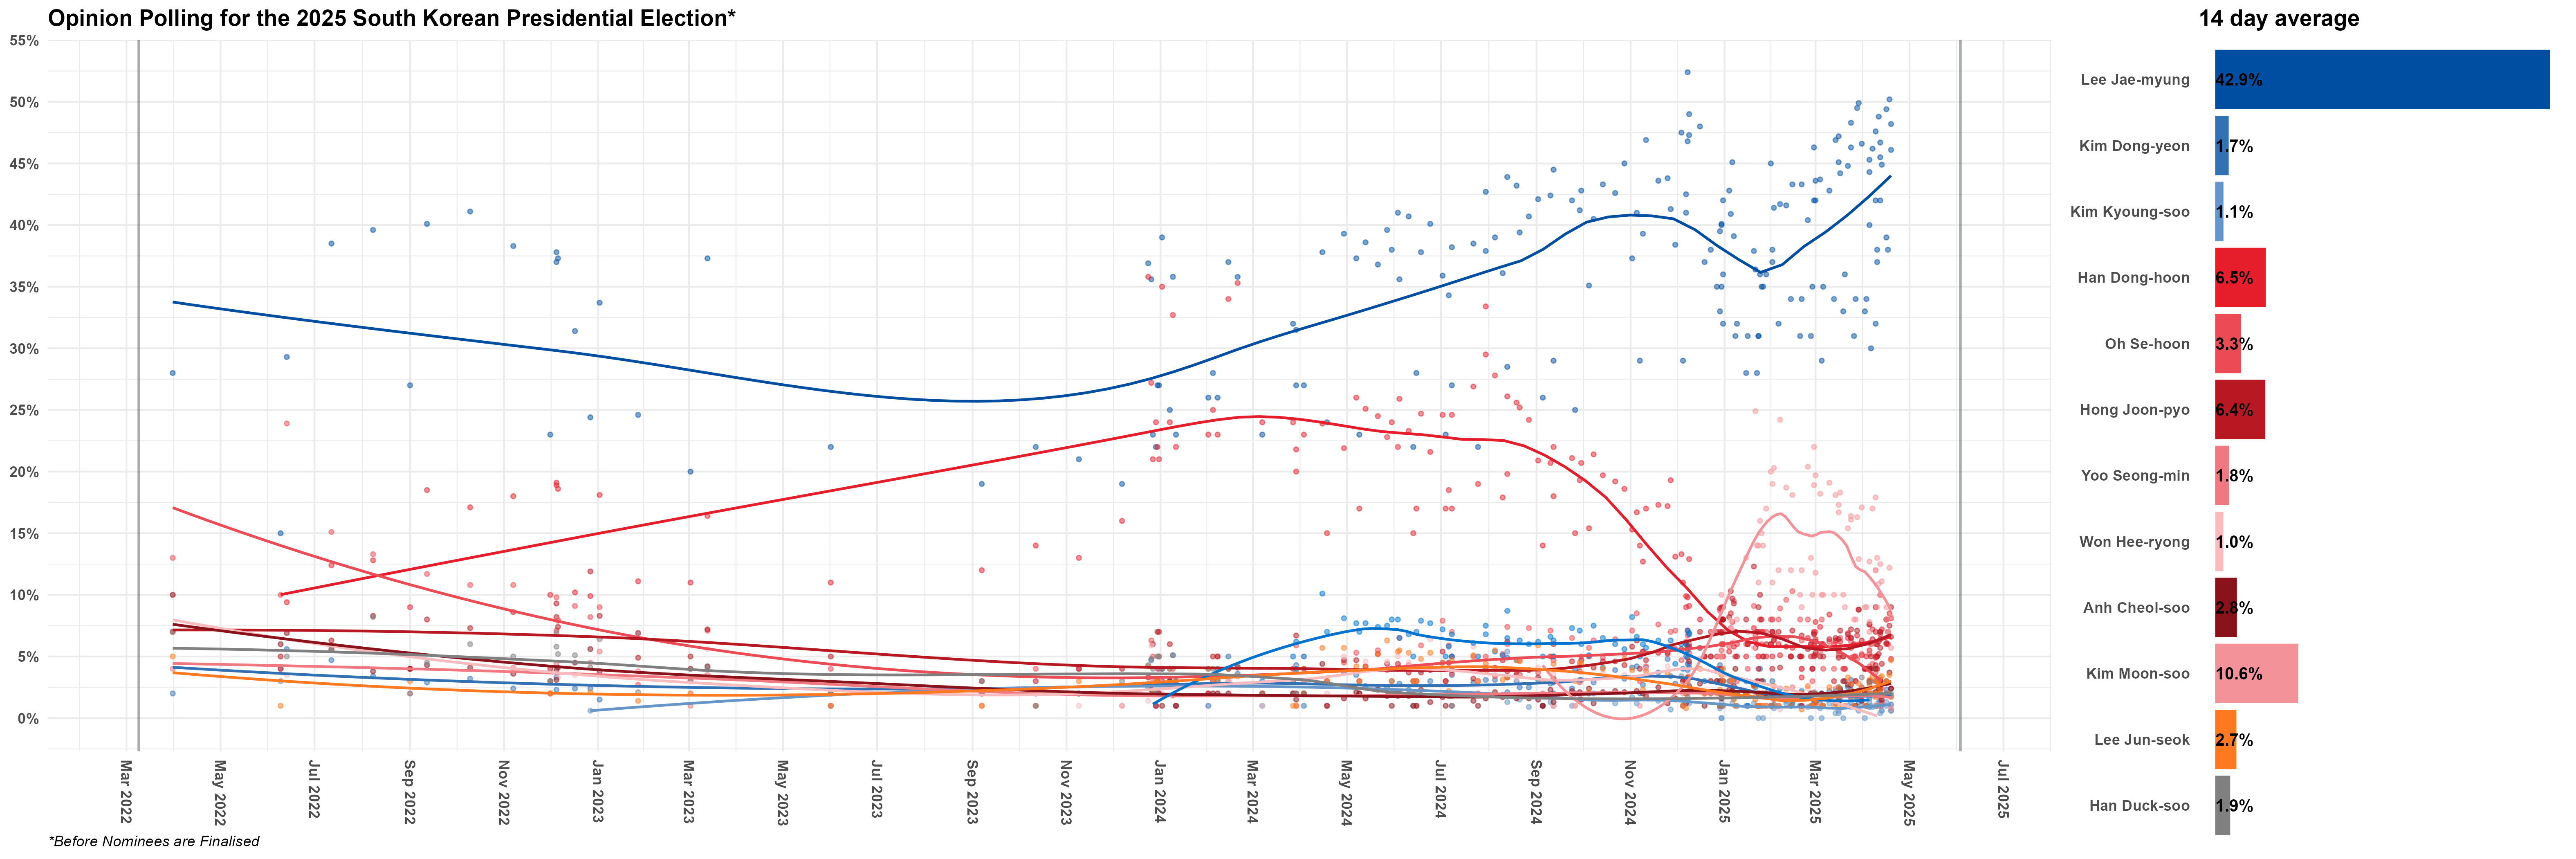 Opinion Polling for the 2025 South Korean Presidential Election*
14 day average
55%
50%
45%
40%
35%
30%
25%
20%
15%
10%
5%
0%
Mar 2022
May 2022
Jul 2022
Sep 2022
Nov 2022
Jan 2023
Mar 2023
May 2023
Jul 2023
Sep 2023
Nov 2023
Jan 2024
Mar 2024
May 2024
Jul 2024
Sep 2024
Nov 2024
Jan 2025
Mar 2025
May 2025
Jul 2025
Lee Jae-myung 42.9%
Kim Dong-yeon 1.7%
Kim Kyoung-soo 1.1%
Han Dong-hoon 6.5%
Oh Se-hoon 3.3%
Hong Joon-pyo 6.4%
Yoo Seong-min 1.8%
Won Hee-ryong 1.0%
Anh Cheol-soo 2.8%
Kim Moon-soo 10.6%
Lee Jun-seok 2.7%
Han Duck-soo 1.9%
*Before Nominees are Finalised